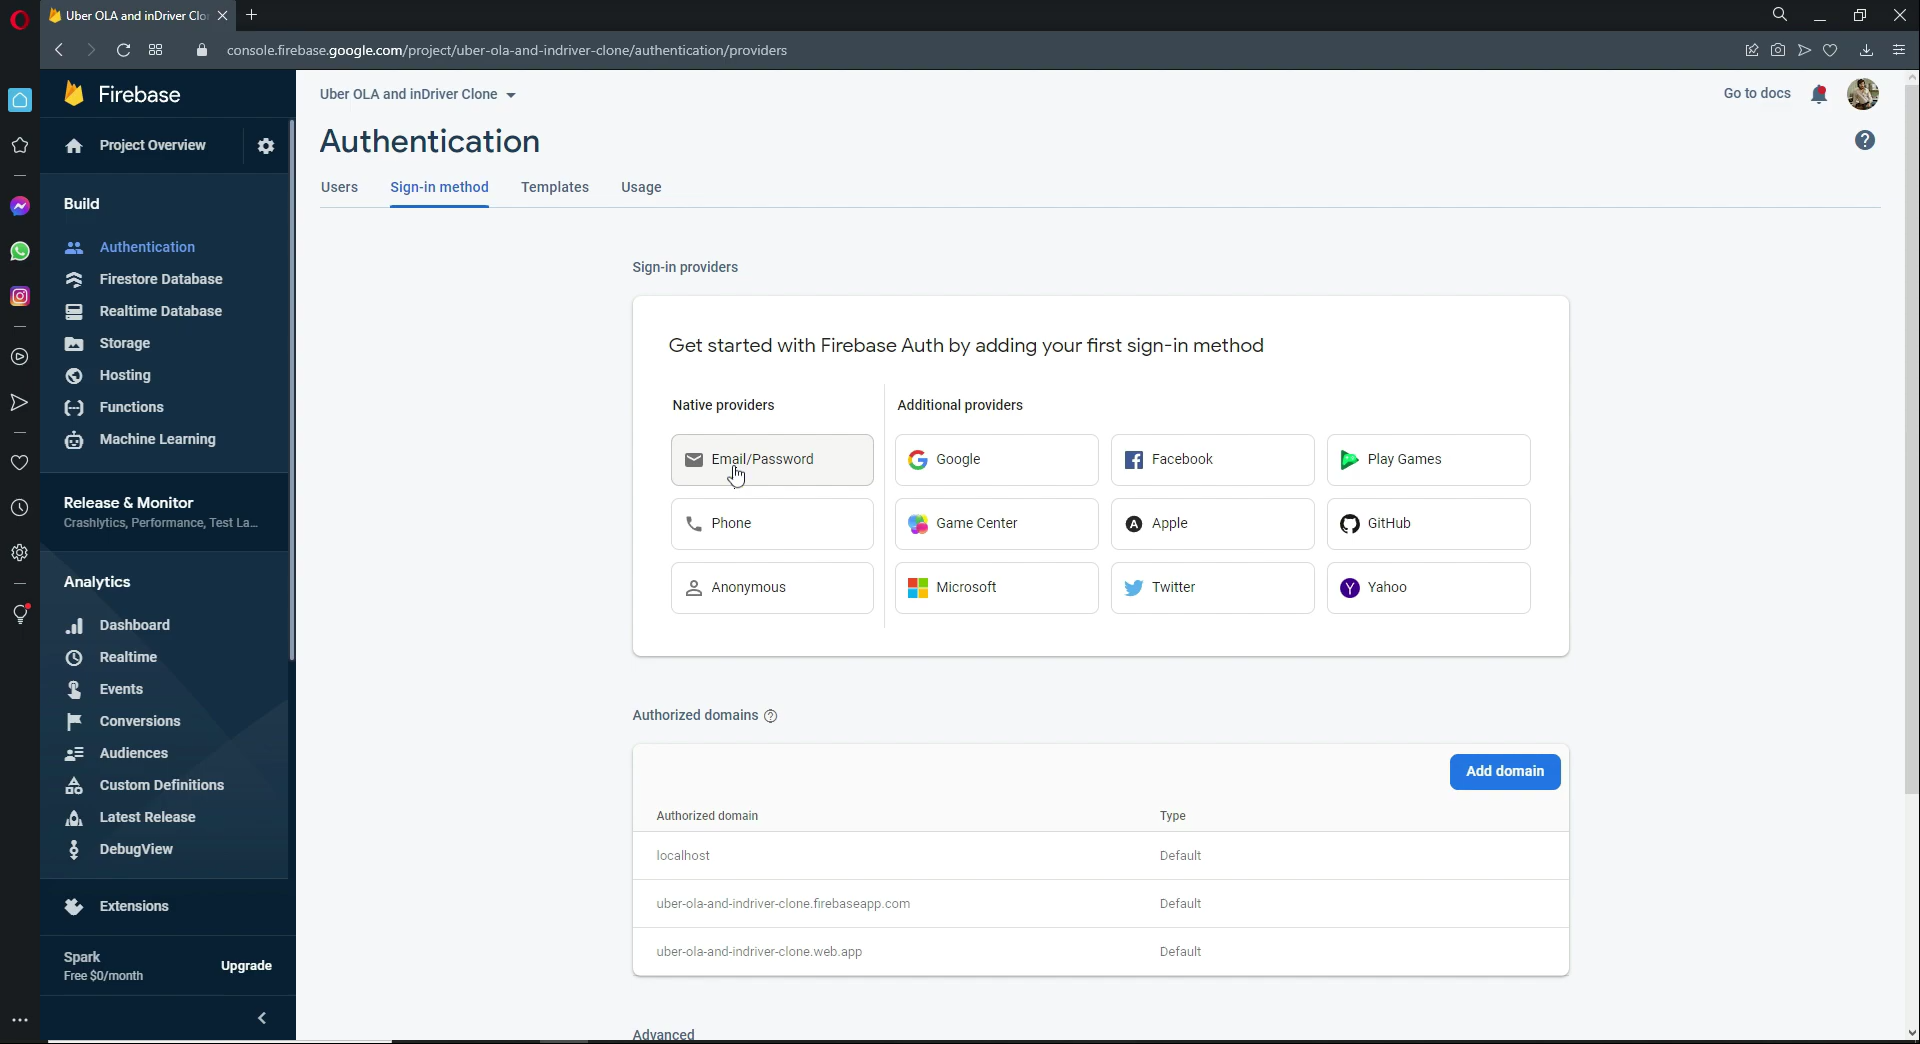 Uber OLA and inDriver Clo
console.firebase.google.com/project/uber-ola-and-indriver-clone/authentication/providers
Firebase
Project Overview
Build
Authentication
Firestore Database
Realtime Database
Storage
Hosting
Functions
Machine Learning
Release & Monitor
Crashlytics, Performance, Test La...
Analytics
Dashboard
Realtime
Events
Conversions
Audiences
Custom Definitions
Latest Release
DebugView
Extensions
Spark
Free $0/month
Upgrade
Uber OLA and inDriver Clone
Go to docs
Authentication
Users
Sign-in method
Templates
Usage
Sign-in providers
Get started with Firebase Auth by adding your first sign-in method
Native providers
Additional providers
Email/Password
Google
Facebook
Play Games
Phone
Game Center
Apple
GitHub
Anonymous
Microsoft
Twitter
Yahoo
Authorized domains
Add domain
Authorized domain
Type
localhost
Default
uber-ola-and-indriver-clone.firebaseapp.com
Default
uber-ola-and-indriver-clone.web.app
Default
Advanced